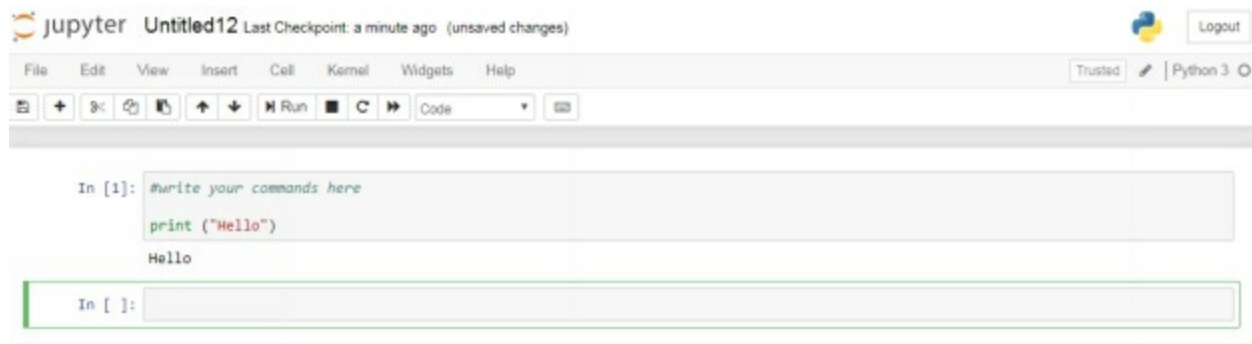 jupyter Untitled12 Last Checkpoint: a minute ago (unsaved changes) Logout
File Edit View Insert Cell Kernel Widgets Help Trusted Python 3
Run Code
In [1]: #write your commands here
print ("Hello")
Hello
In [ ]: